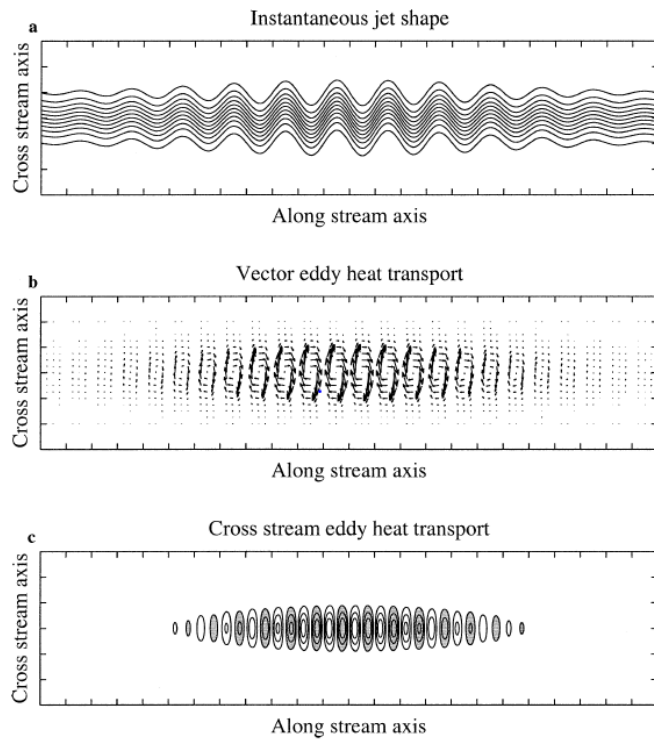 Instantaneous jet shape
a
Cross stream axis
Along stream axis
Vector eddy heat transport
b
Cross stream axis
Along stream axis
Cross stream eddy heat transport
c
Cross stream axis
Along stream axis